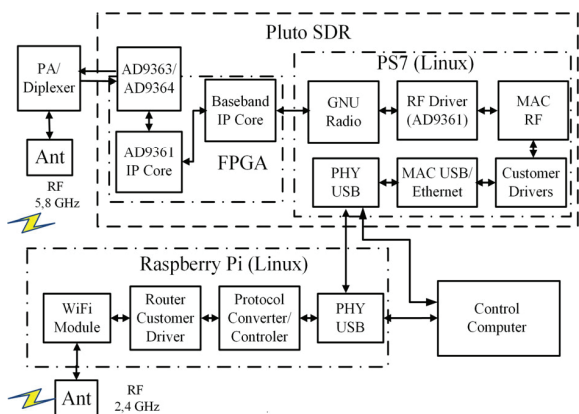 Pluto SDR
PS7 (Linux)
PA/
Diplexer
AD9363/
AD9364
Baseband
IP Core
GNU
Radio
RF Driver
(AD9361)
MAC
RF
Ant
RF
5,8 GHz
AD9361
IP Core
FPGA
PHY
USB
MAC USB/
Ethernet
Customer
Drivers
Raspberry Pi (Linux)
WiFi
Module
Router
Customer
Driver
Protocol
Converter/
Controler
PHY
USB
Control
Computer
Ant
RF
2,4 GHz